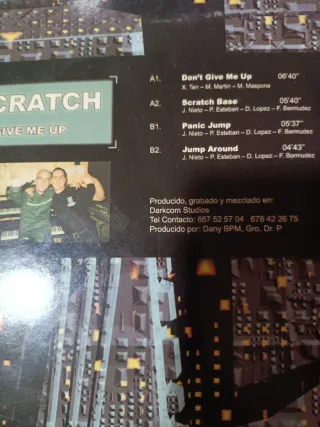 CRATCH
GIVE ME UP
A1. Don't Give Me Up 06'40"
X. Ten – M. Martin – M. Maspons
A2. Scratch Base 05'40"
J. Nieto – P. Esteban – D. Lopez – F. Bermudez
B1. Panic Jump 05'37"
J. Nieto – P. Esteban – D. Lopez – F. Bermudez
B2. Jump Around 04'43"
J. Nieto – P. Esteban – D. Lopez – F. Bermudez
Producido, grabado y mezclado en:
Darkcom Studios
Tel Contacto: 667 52 57 04 678 42 26 75
Producido por: Dany BPM, Gro, Dr. P